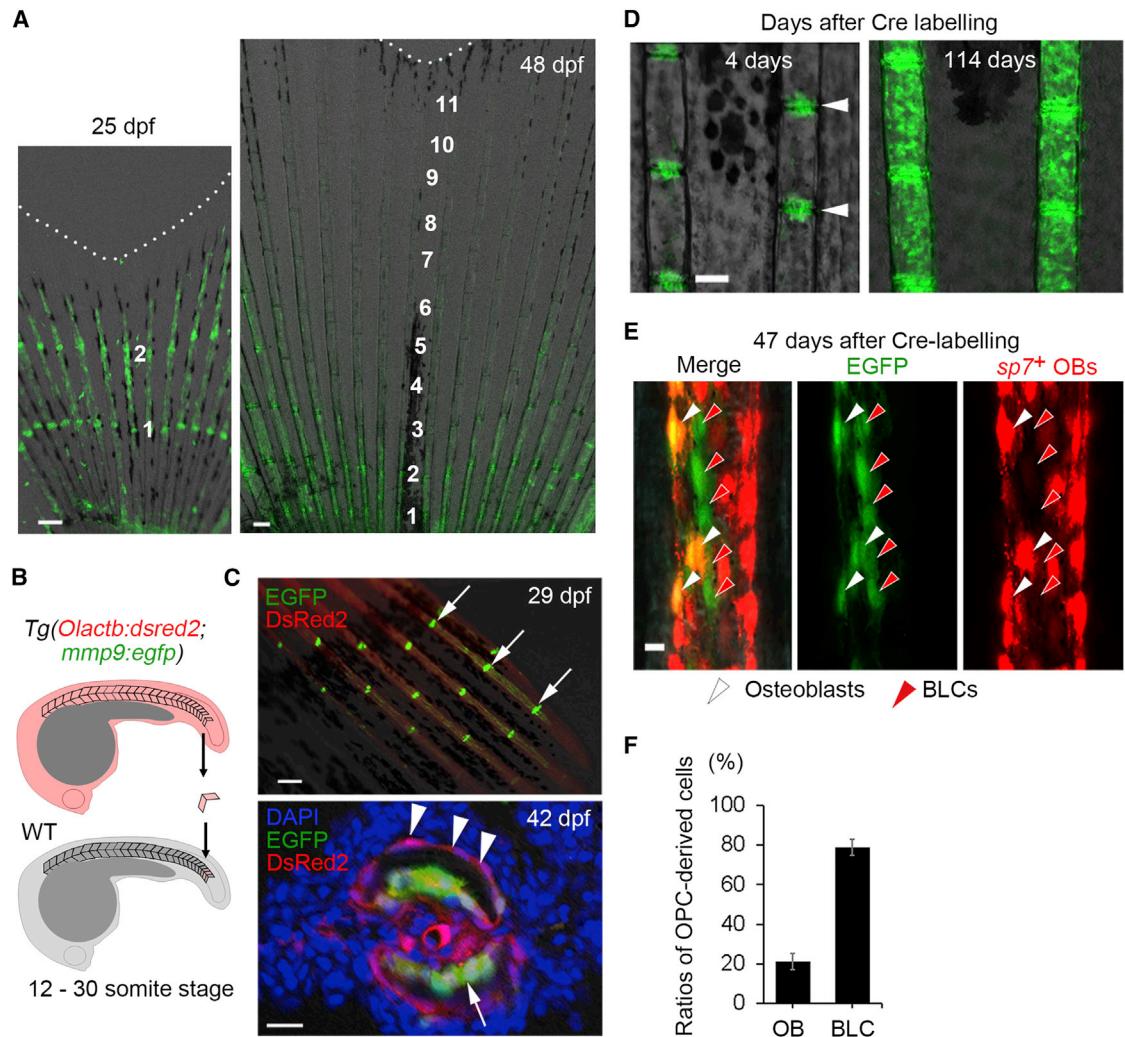 A
25 dpf
2
1
48 dpf
11
10
9
8
7
6
5
4
3
2
1
B
Tg(Olactb:dsred2;
mmp9:egfp)
WT
12 - 30 somite stage
C
EGFP
DsRed2
29 dpf
DAPI
EGFP
DsRed2
42 dpf
D
Days after Cre labelling
4 days
114 days
E
47 days after Cre-labelling
Merge
EGFP
sp7+ OBs
Osteoblasts
BLCs
F
(%)
Ratios of OPC-derived cells
100
80
60
40
20
0
OB
BLC